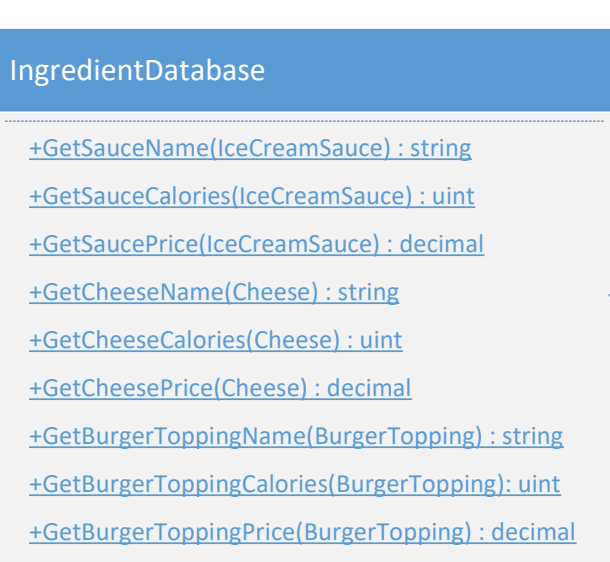 IngredientDatabase
+GetSauceName(IceCreamSauce) : string
+GetSauceCalories(IceCreamSauce) : uint
+GetSaucePrice(IceCreamSauce) : decimal
+GetCheeseName(Cheese) : string
+GetCheeseCalories(Cheese) : uint
+GetCheesePrice(Cheese) : decimal
+GetBurgerToppingName(BurgerTopping) : string
+GetBurgerToppingCalories(BurgerTopping): uint
+GetBurgerToppingPrice(BurgerTopping) : decimal